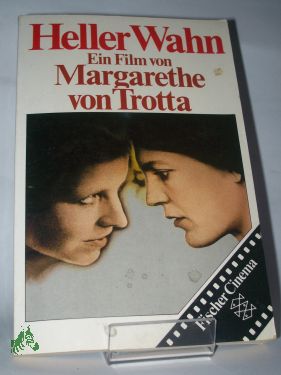 Heller Wahn
Ein Film von
Margarethe
von Trotta
Fischer Cinema